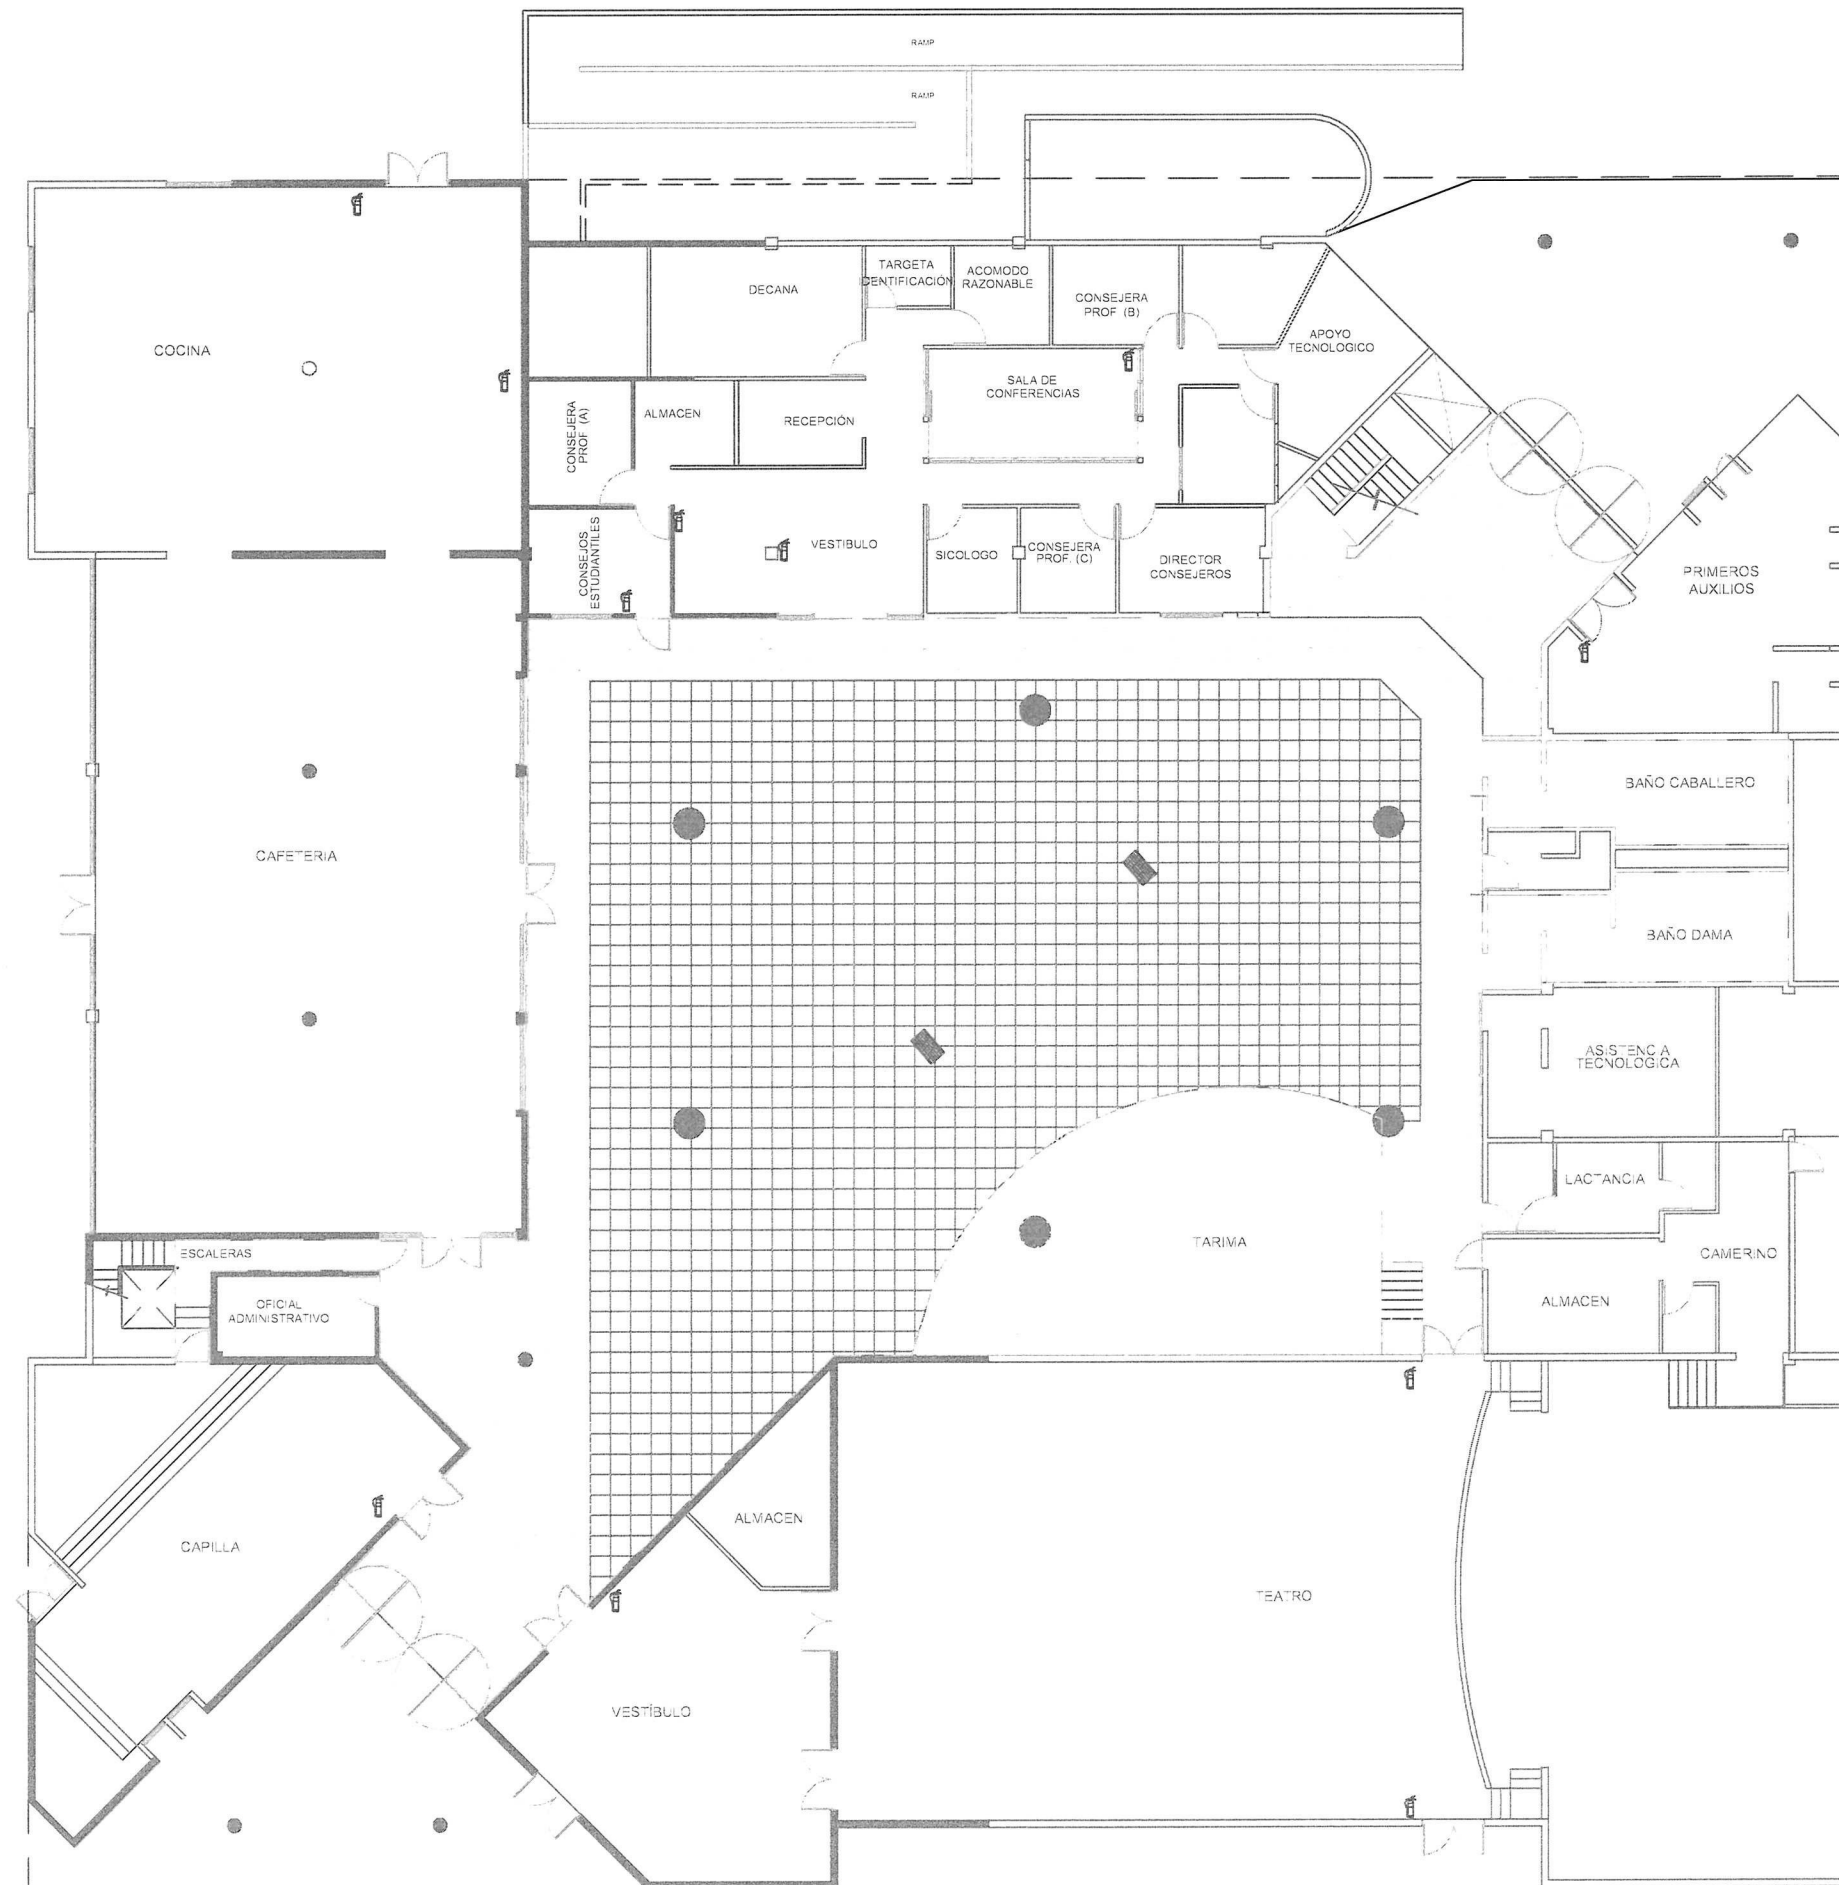 RAMP
RAMP
TARGETA
IDENTIFICACIÓN
ACOMODO
RAZONABLE
DECANA
CONSEJERA
PROF (B)
APOYO
TECNOLOGICO
COCINA
SALA DE
CONFERENCIAS
CONSEJERA
PROF. (A)
ALMACEN
RECEPCIÓN
CONSEJOS
ESTUDIANTILES
VESTIBULO
SICOLOGO
CONSEJERA
PROF. (C)
DIRECTOR
CONSEJEROS
PRIMEROS
AUXILIOS
BAÑO CABALLERO
CAFETERIA
BAÑO DAMA
ASISTENCIA
TECNOLOGICA
LACTANCIA
TARIMA
ESCALERAS
CAMERINO
OFICIAL
ADMINISTRATIVO
ALMACEN
ALMACEN
CAPILLA
TEATRO
VESTÍBULO